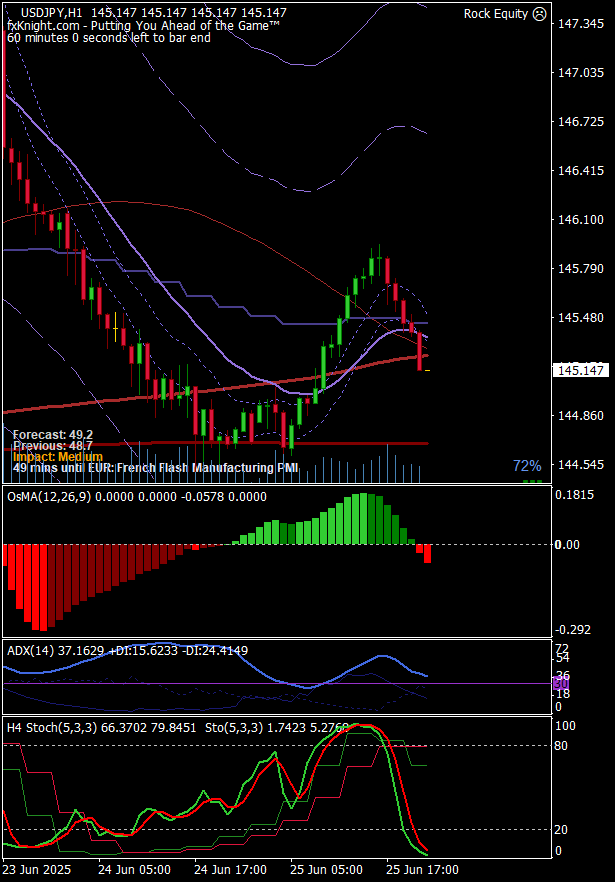 USDJPY,H1 145.147 145.147 145.147 145.147
Rock Equity ☹
fxKnight.com - Putting You Ahead of the Game™
60 minutes 0 seconds left to bar end
147.345
147.035
146.725
146.415
146.100
145.790
145.480
145.147
144.860
144.545
Forecast: 49,2
Previous: 48,7
Impact: Medium
49 mins until EUR: French Flash Manufacturing PMI
72%
OsMA(12,26,9) 0.0000 0.0000 -0.0578 0.0000
0.1815
0.00
-0.292
ADX(14) 37.1629 +DI:15.6233 -DI:24.4149
72
54
36
30
18
0
H4 Stoch(5,3,3) 66.3702 79.8451 Sto(5,3,3) 1.7423 5.2768
100
80
20
0
23 Jun 2025
24 Jun 05:00
24 Jun 17:00
25 Jun 05:00
25 Jun 17:00